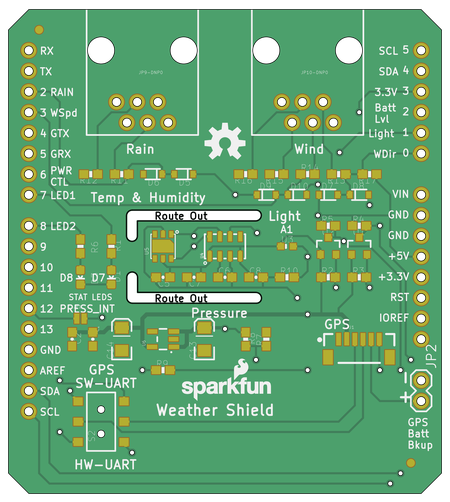 RX
TX
2 RAIN
3 WSpd
4 GTX
5 GRX
6 PWR CTL
7 LED1
8 LED2
9
10
11
12
13
GND
AREF
SDA
SCL
SCL 5
SDA 4
3.3V 3
Batt Lvl 2
Light 1
WDir 0
VIN
GND
GND
+5V
+3.3V
RST
IOREF
Rain
Wind
Temp & Humidity
Route Out
Light
A1
D8
D7
STAT LEDS
PRESS_INT
Route Out
Pressure
GPS
JP2
GPS
SW-UART
HW-UART
sparkfun
Weather Shield
- +
GPS
Batt
Bkup